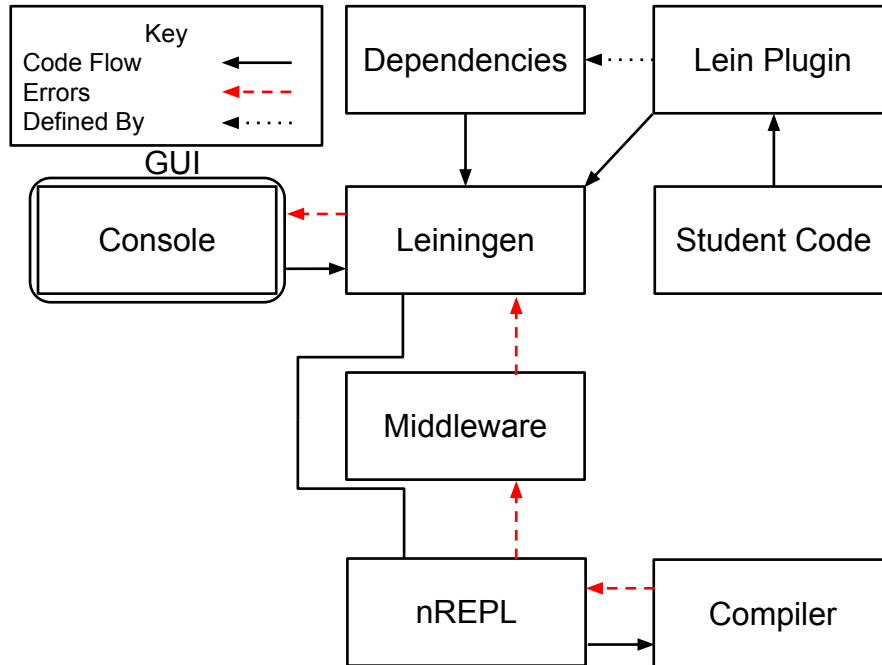 Key
Code Flow
Errors
Defined By
Dependencies
Lein Plugin
GUI
Console
Leiningen
Student Code
Middleware
nREPL
Compiler